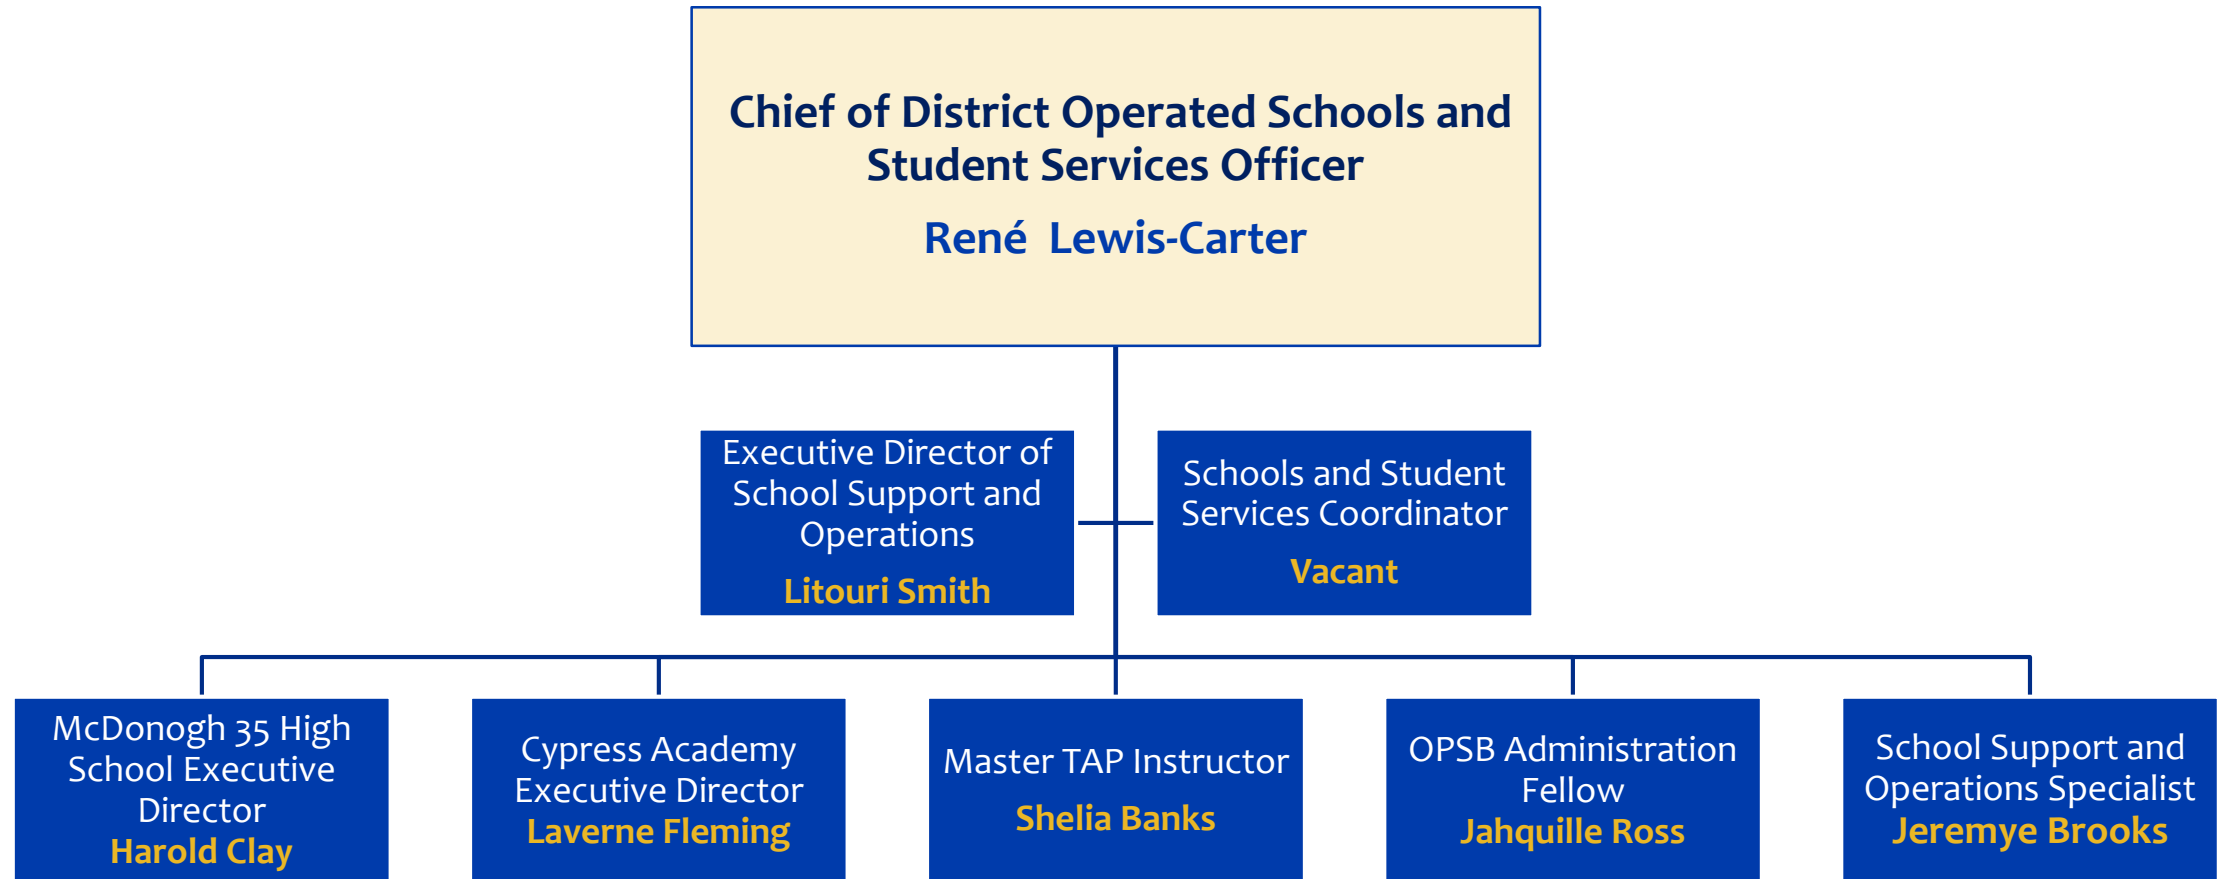 Chief of District Operated Schools and
Student Services Officer
René  Lewis-Carter
Executive Director of
School Support and
Operations
Litouri Smith
Schools and Student
Services Coordinator
Vacant
McDonogh 35 High
School Executive
Director
Harold Clay
Cypress Academy
Executive Director
Laverne Fleming
Master TAP Instructor
Shelia Banks
OPSB Administration
Fellow
Jahquille Ross
School Support and
Operations Specialist
Jeremye Brooks